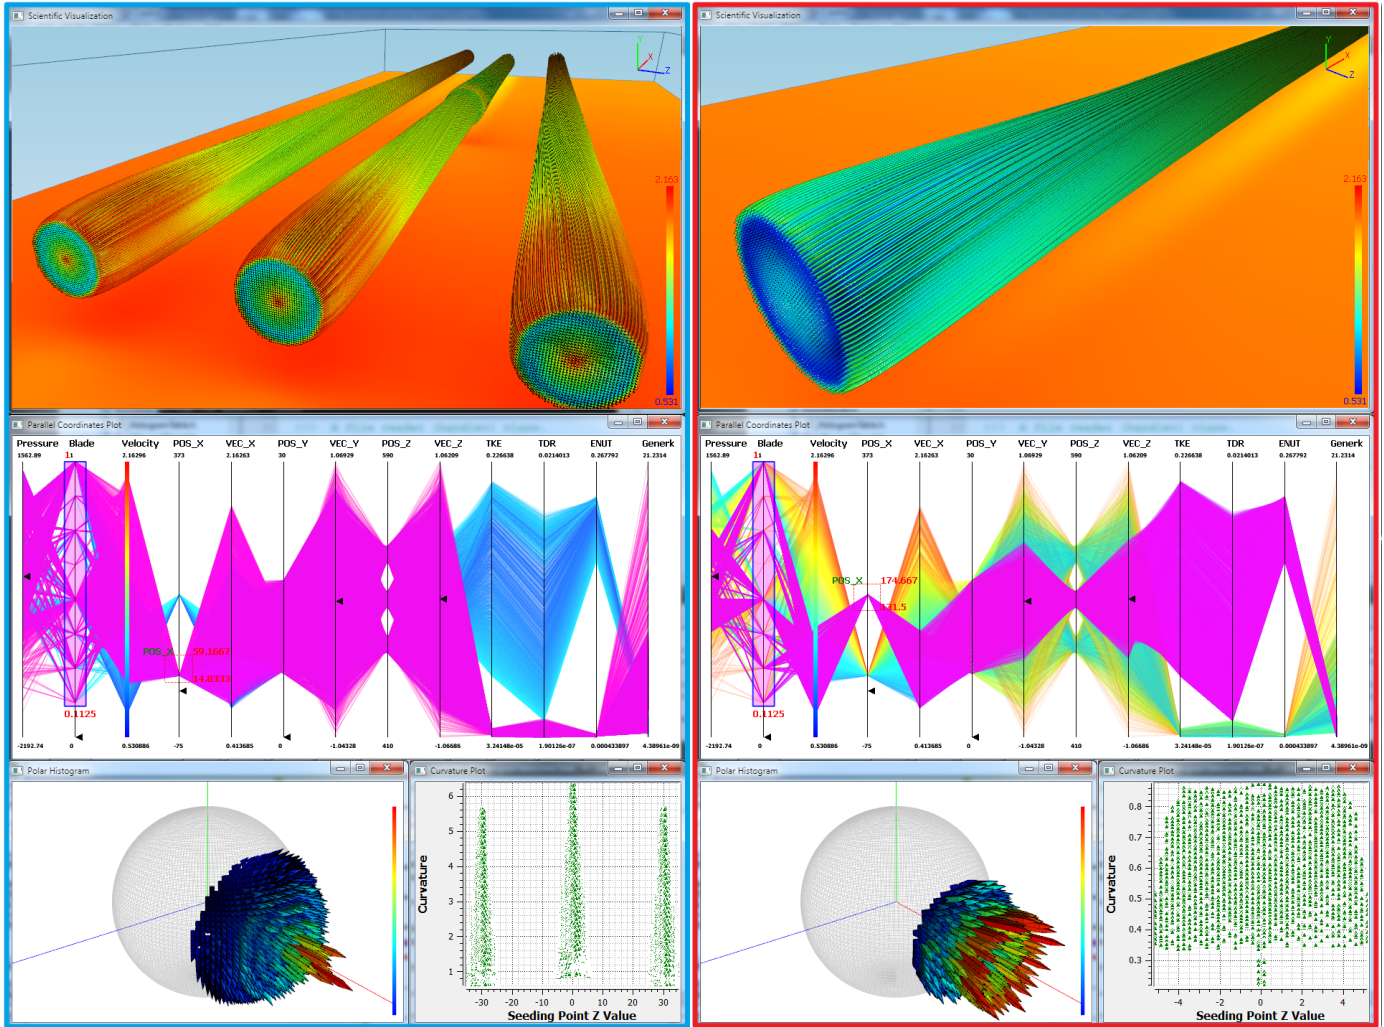 Scientific Visualization
Y
X
Z
2.163
0.531
Scientific Visualization
Y
X
Z
2.163
0.531
Parallel Coordinates Plot
Pressure Blade Velocity POS_X VEC_X POS_Y VEC_Y POS_Z VEC_Z TKE TDR ENUT Generk
1562.89 11 2.16296 373 2.16263 30 1.06929 590 1.06209 0.226638 0.0214013 0.267792 21.2314
POS_X 59.1667
14.8333
0.1125
-2192.74 0 0.530886 -75 0.413685 0 -1.04328 410 -1.06686 3.24148e-05 1.90126e-07 0.000433897 4.38961e-09
Parallel Coordinates Plot
Pressure Blade Velocity POS_X VEC_X POS_Y VEC_Y POS_Z VEC_Z TKE TDR ENUT Generk
1562.89 11 2.16296 373 2.16263 30 1.06929 590 1.06209 0.226638 0.0214013 0.267792 21.2314
POS_X 174.667
131.5
0.1125
-2192.74 0 0.530886 -75 0.413685 0 -1.04328 410 -1.06686 3.24148e-05 1.90126e-07 0.000433897 4.38961e-09
Polar Histogram
Curvature Plot
6
5
4
3
2
1
Curvature
-30 -20 -10 0 10 20 30
Seeding Point Z Value
Polar Histogram
Curvature Plot
0.8
0.7
0.6
0.5
0.4
0.3
Curvature
-4 -2 0 2 4
Seeding Point Z Value